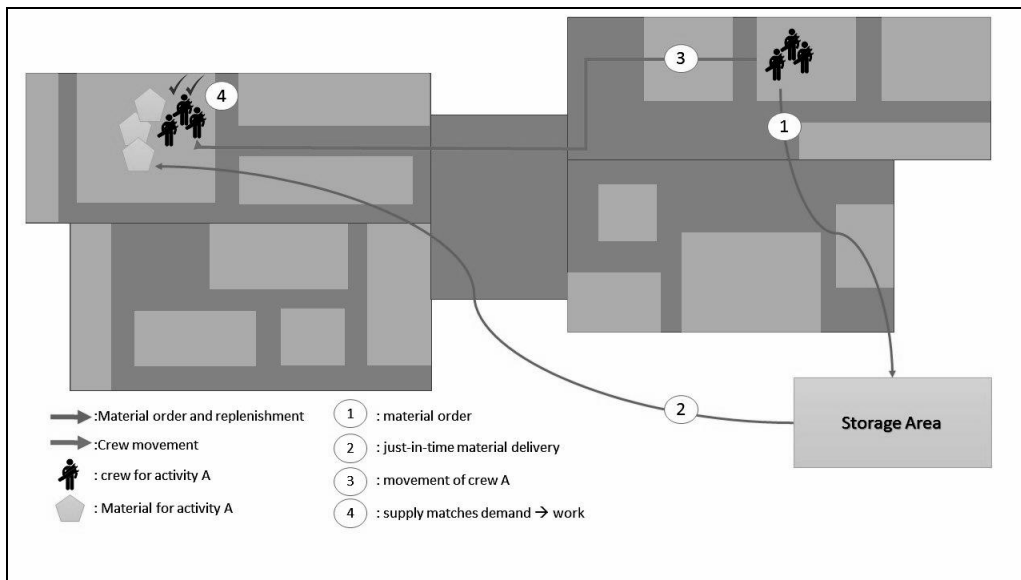 3
4
1
2
Storage Area
:Material order and replenishment
:Crew movement
: crew for activity A
: Material for activity A
1 : material order
2 : just-in-time material delivery
3 : movement of crew A
4 : supply matches demand → work